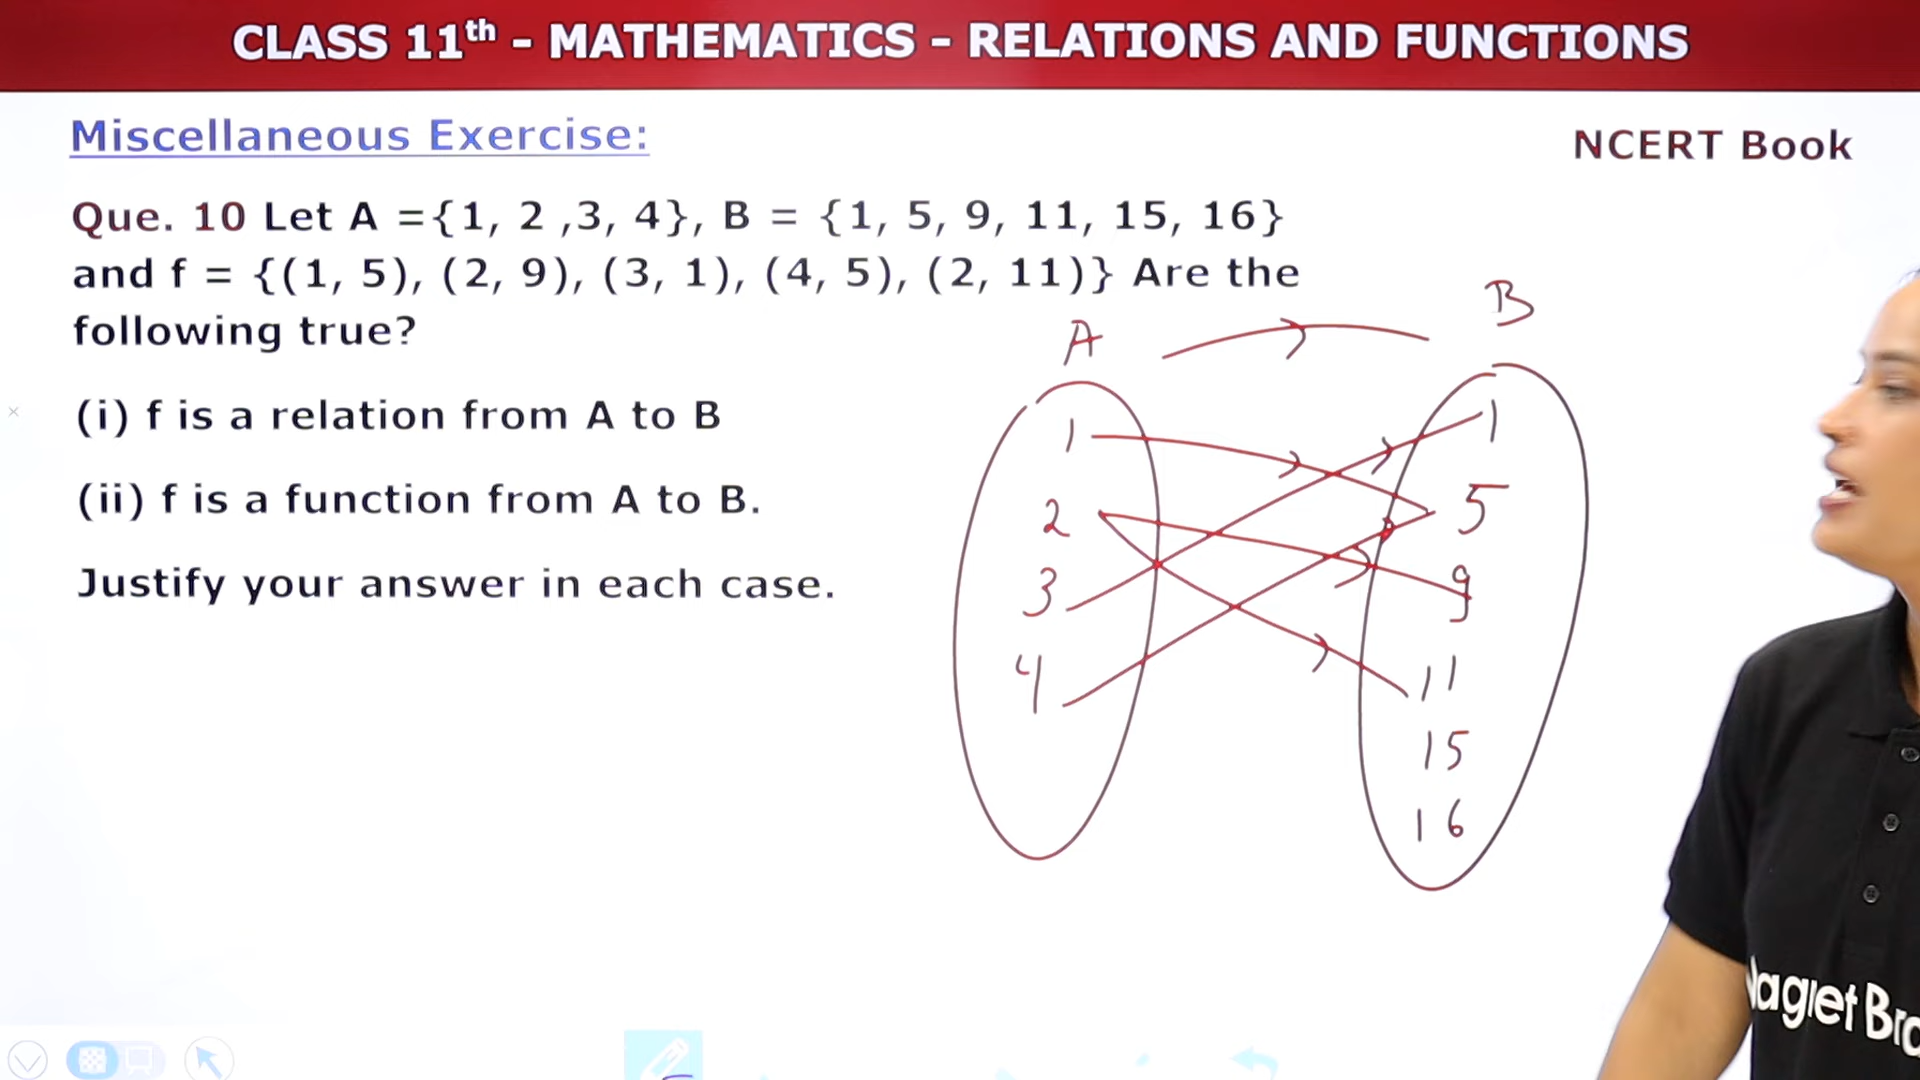 CLASS 11th - MATHEMATICS - RELATIONS AND FUNCTIONS
Miscellaneous Exercise:
NCERT Book
Que. 10 Let A ={1, 2 ,3, 4}, B = {1, 5, 9, 11, 15, 16}
and f = {(1, 5), (2, 9), (3, 1), (4, 5), (2, 11)} Are the
following true?
(i) f is a relation from A to B
(ii) f is a function from A to B.
Justify your answer in each case.
A
B
1
2
3
4
1
5
9
11
15
16